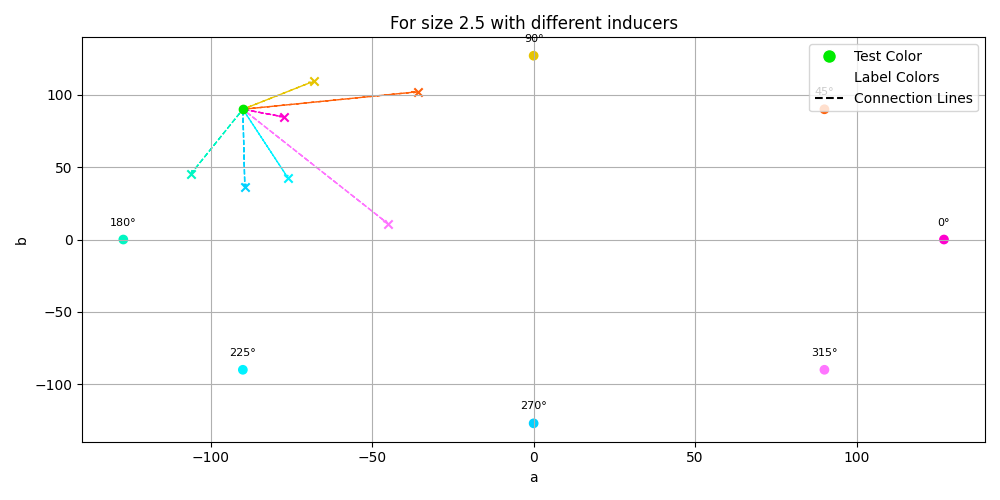 For size 2.5 with different inducers
90°
Test Color
Label Colors
45°
Connection Lines
100
50
180°
0°
0
b
−50
225°
315°
−100
270°
−100
−50
0
50
100
a